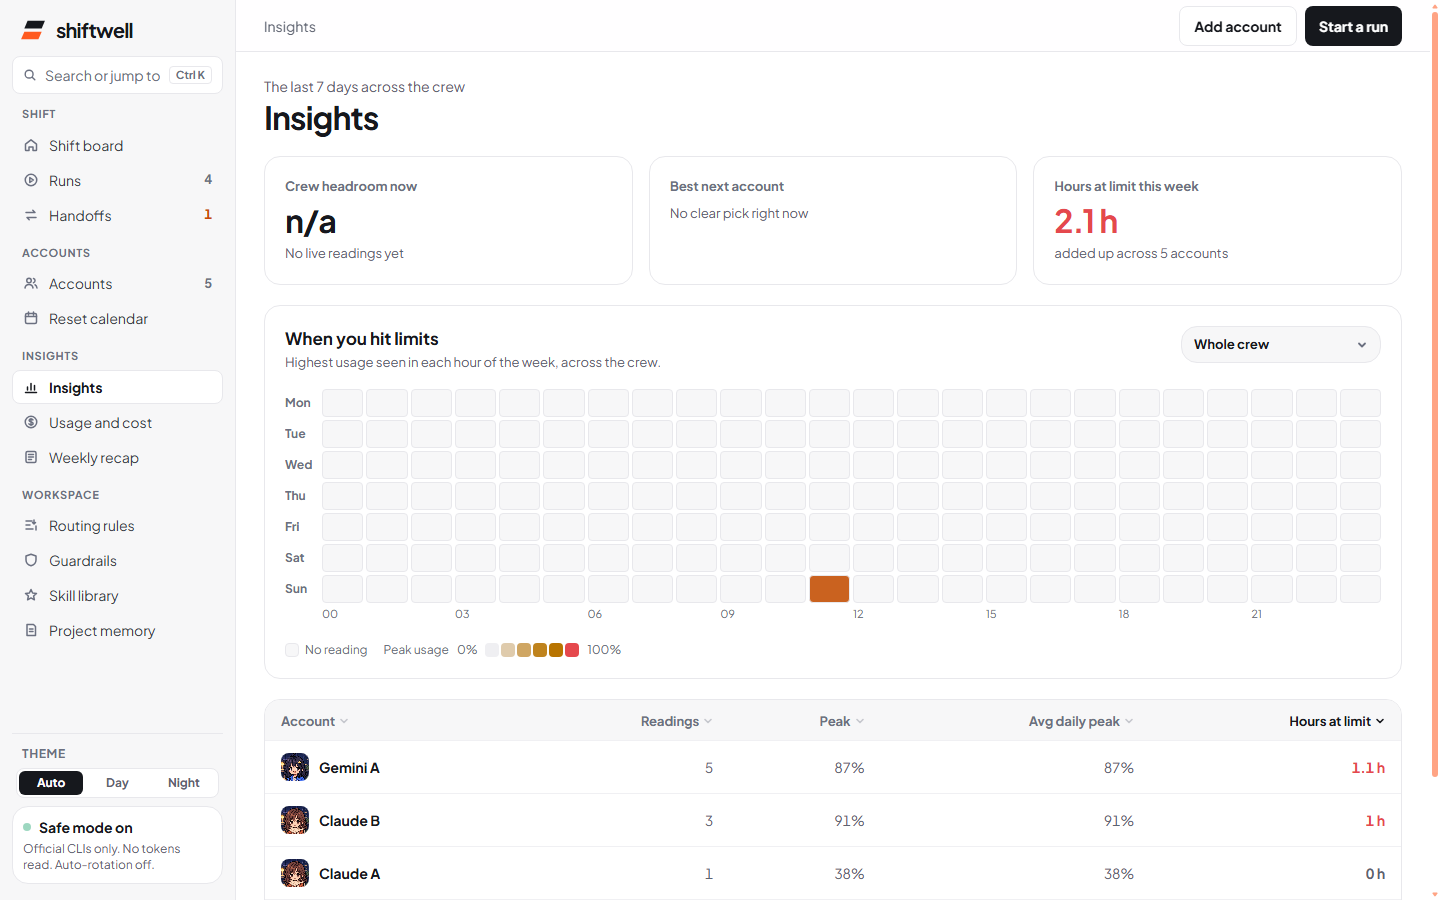 shiftwell
Search or jump to Ctrl K
SHIFT
Shift board
Runs 4
Handoffs 1
ACCOUNTS
Accounts 5
Reset calendar
INSIGHTS
Insights
Usage and cost
Weekly recap
WORKSPACE
Routing rules
Guardrails
Skill library
Project memory
THEME
Auto Day Night
Safe mode on
Official CLIs only. No tokens
read. Auto-rotation off.
Insights
Add account Start a run
The last 7 days across the crew
Insights
Crew headroom now
n/a
No live readings yet
Best next account
No clear pick right now
Hours at limit this week
2.1 h
added up across 5 accounts
When you hit limits
Highest usage seen in each hour of the week, across the crew.
Whole crew
Mon
Tue
Wed
Thu
Fri
Sat
Sun
00 03 06 09 12 15 18 21
No reading Peak usage 0% 100%
Account Readings Peak Avg daily peak Hours at limit
Gemini A 5 87% 87% 1.1 h
Claude B 3 91% 91% 1 h
Claude A 1 38% 38% 0 h